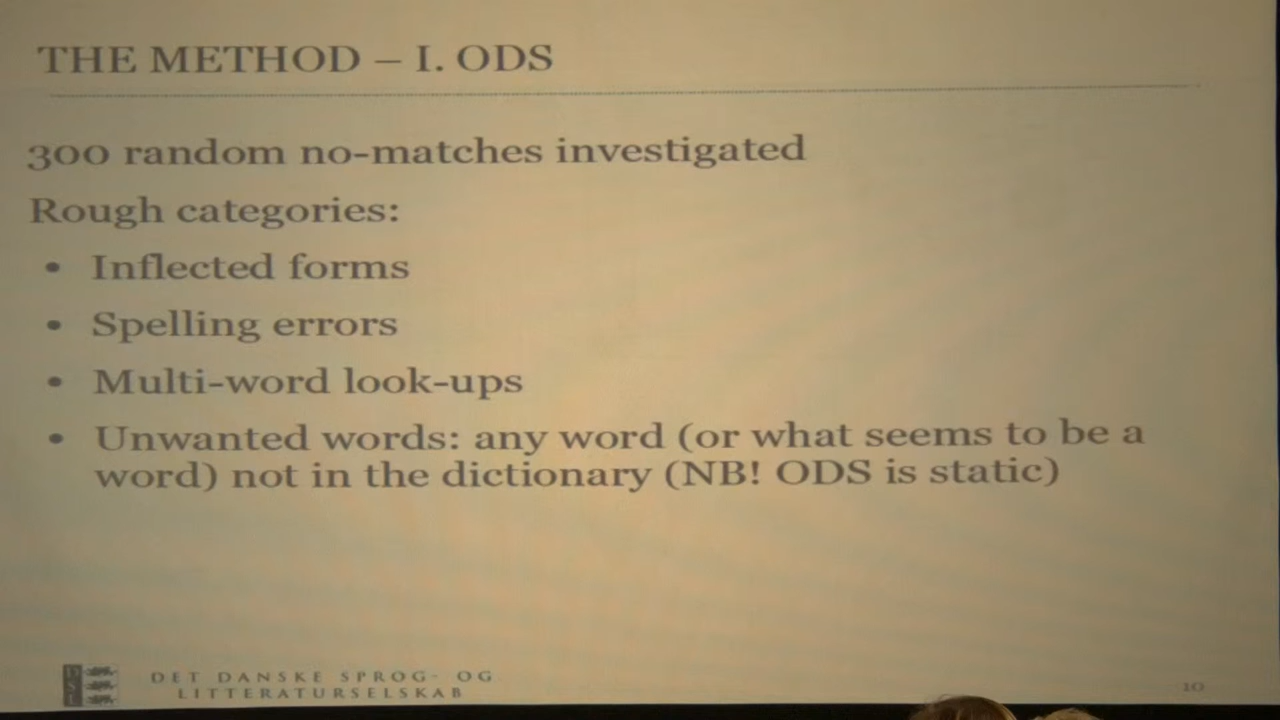 THE METHOD – I. ODS
300 random no-matches investigated
Rough categories:
• Inflected forms
• Spelling errors
• Multi-word look-ups
• Unwanted words: any word (or what seems to be a
word) not in the dictionary (NB! ODS is static)
DSL
DET DANSKE SPROG- OG
LITTERATURSELSKAB
10